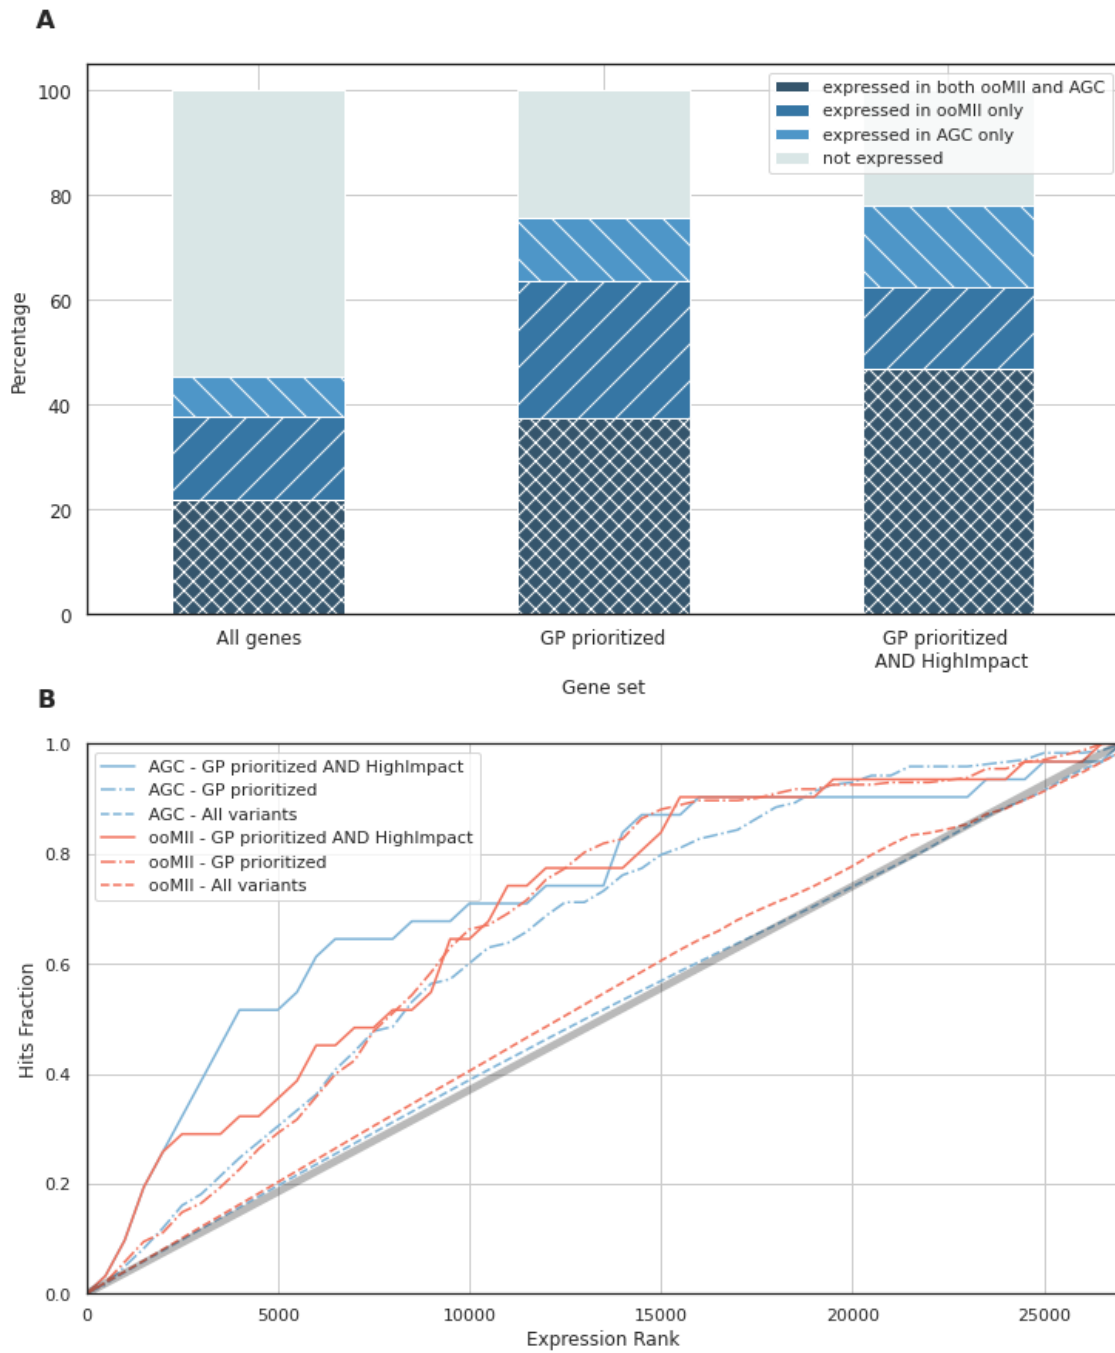 A
100
80
60
40
20
0
Percentage
expressed in both ooMII and AGC
expressed in ooMII only
expressed in AGC only
not expressed
All genes
GP prioritized
GP prioritized
AND HighImpact
Gene set
B
1.0
0.8
0.6
0.4
0.2
0.0
Hits Fraction
AGC - GP prioritized AND HighImpact
AGC - GP prioritized
AGC - All variants
ooMII - GP prioritized AND HighImpact
ooMII - GP prioritized
ooMII - All variants
0 5000 10000 15000 20000 25000
Expression Rank